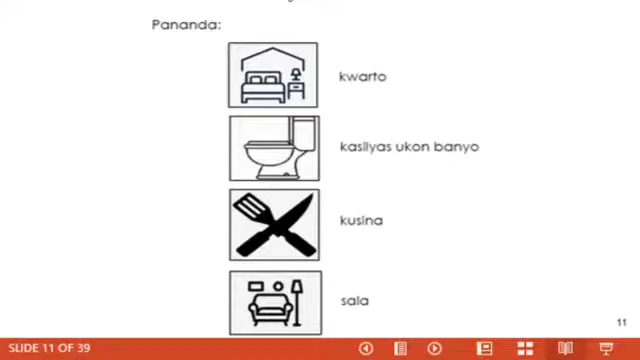 Pananda:
kwarto
kasilyas ukon banyo
kusina
sala
11
SLIDE 11 OF 39